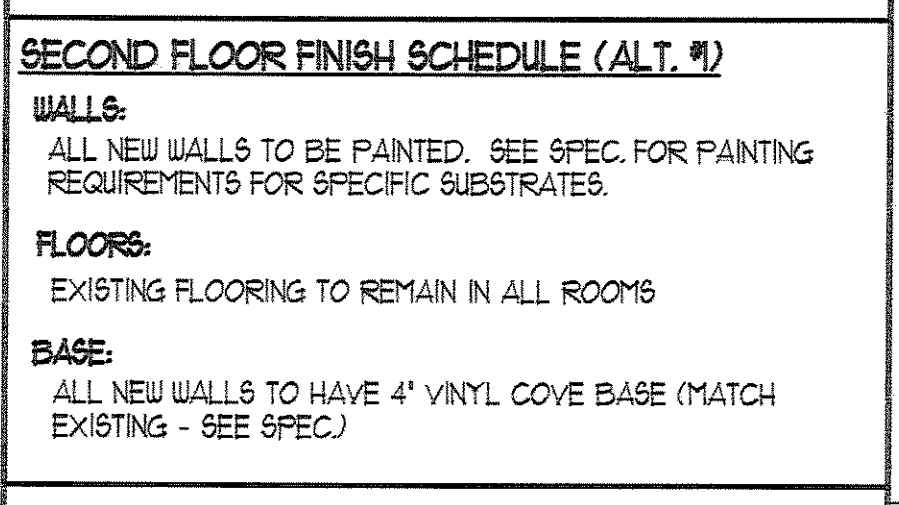 SECOND FLOOR FINISH SCHEDULE (ALT. #1)
WALLS:
ALL NEW WALLS TO BE PAINTED. SEE SPEC. FOR PAINTING
REQUIREMENTS FOR SPECIFIC SUBSTRATES.
FLOORS:
EXISTING FLOORING TO REMAIN IN ALL ROOMS
BASE:
ALL NEW WALLS TO HAVE 4" VINYL COVE BASE (MATCH
EXISTING - SEE SPEC.)